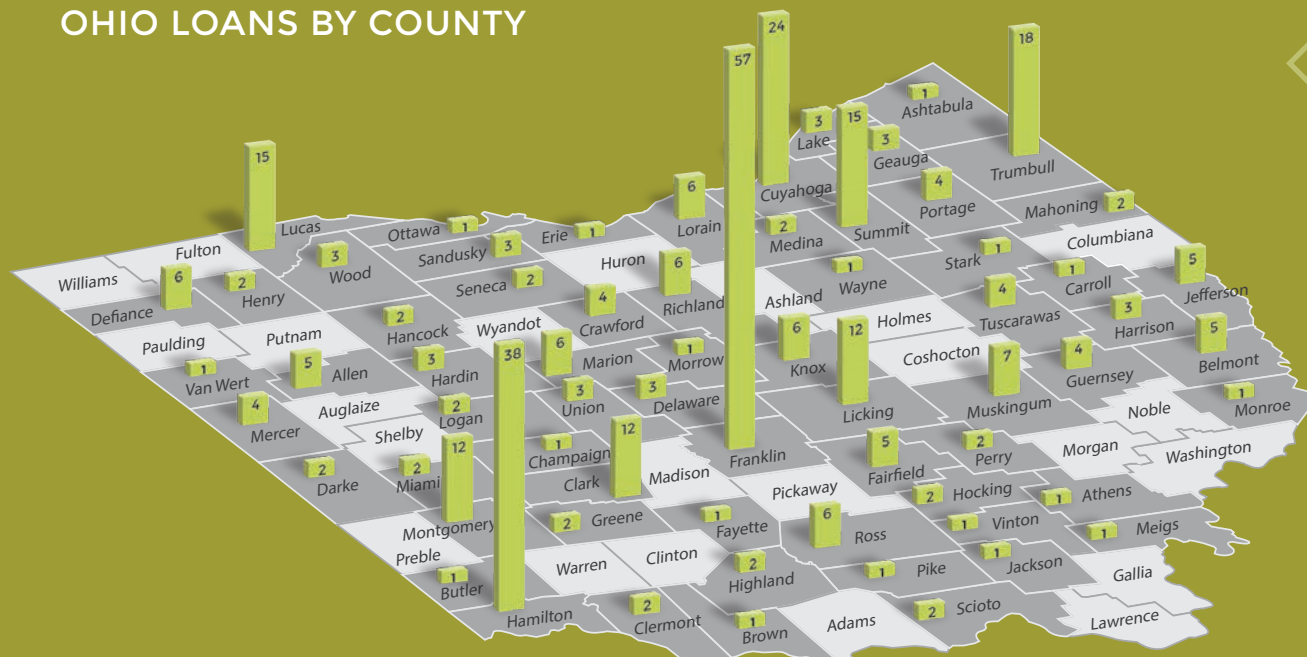 OHIO LOANS BY COUNTY
24
18
57
1
Ashtabula
3
Lake
15
3
Geauga
Trumbull
15
Lucas
6
Lorain
Cuyahoga
4
Portage
2
Mahoning
Ottawa
1
Erie
1
2
Medina
Summit
Columbiana
Fulton
3
Wood
Sandusky
3
Huron
6
Richland
1
Stark
1
Carroll
5
Jefferson
Williams
6
Defiance
2
Henry
Seneca
2
4
Crawford
Ashland
1
Wayne
4
Tuscarawas
3
Harrison
Paulding
Putnam
2
Hancock
Wyandot
6
Marion
1
Morrow
6
Knox
12
Licking
Holmes
Coshocton
7
Muskingum
4
Guernsey
5
Belmont
1
Van Wert
5
Allen
3
Hardin
38
3
Union
3
Delaware
Noble
1
Monroe
4
Mercer
Auglaize
2
Logan
Shelby
12
2
Miami
1
Champaign
12
Clark
Madison
Franklin
5
Fairfield
2
Perry
Morgan
Washington
2
Darke
Pickaway
2
Hocking
1
Athens
Montgomery
2
Greene
1
Fayette
6
Ross
1
Vinton
1
Meigs
Preble
Warren
Clinton
2
Highland
1
Pike
1
Jackson
Gallia
1
Butler
Hamilton
2
Clermont
1
Brown
Adams
2
Scioto
Lawrence